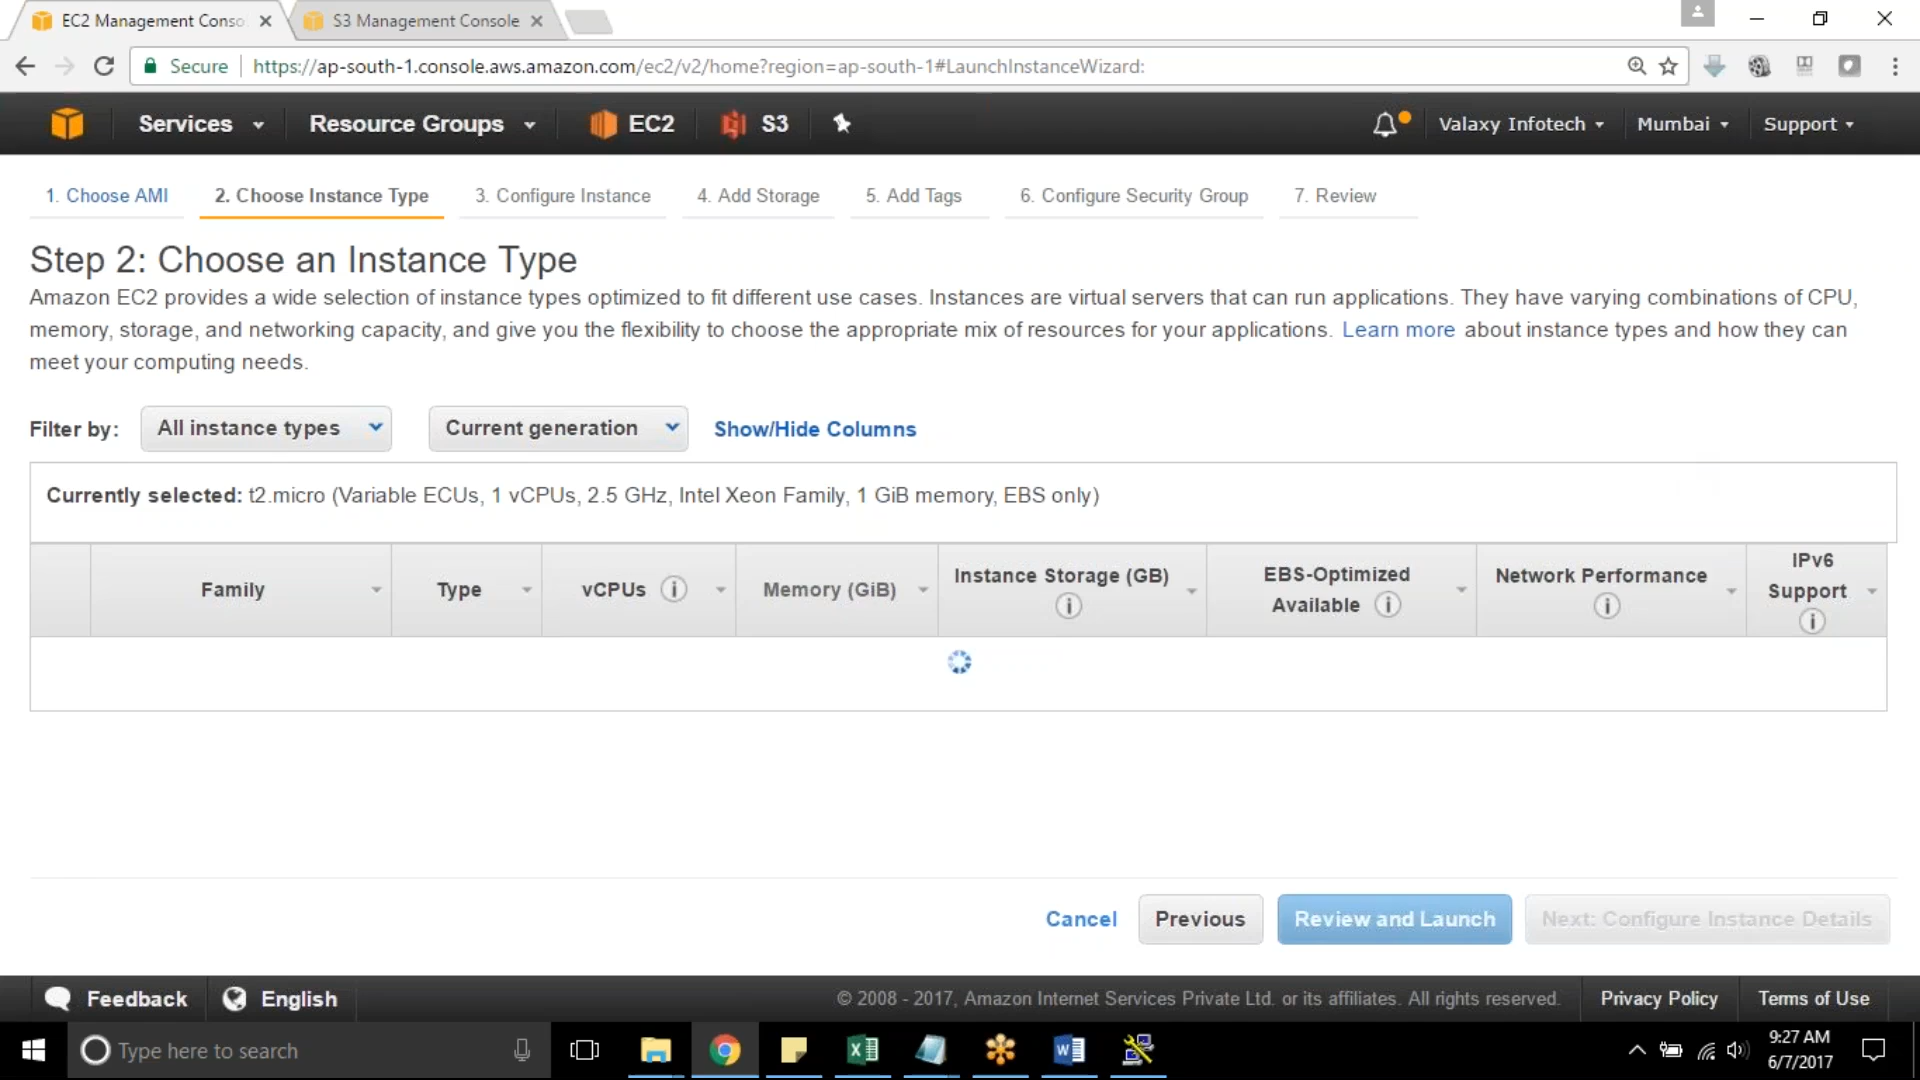 EC2 Management Conso
S3 Management Console
Secure https://ap-south-1.console.aws.amazon.com/ec2/v2/home?region=ap-south-1#LaunchInstanceWizard:
Services Resource Groups EC2 S3 Valaxy Infotech Mumbai Support
1. Choose AMI 2. Choose Instance Type 3. Configure Instance 4. Add Storage 5. Add Tags 6. Configure Security Group 7. Review
Step 2: Choose an Instance Type
Amazon EC2 provides a wide selection of instance types optimized to fit different use cases. Instances are virtual servers that can run applications. They have varying combinations of CPU,
memory, storage, and networking capacity, and give you the flexibility to choose the appropriate mix of resources for your applications. Learn more about instance types and how they can
meet your computing needs.
Filter by: All instance types Current generation Show/Hide Columns
Currently selected: t2.micro (Variable ECUs, 1 vCPUs, 2.5 GHz, Intel Xeon Family, 1 GiB memory, EBS only)
Family
Type
vCPUs i
Memory (GiB)
Instance Storage (GB)
i
EBS-Optimized
Available i
Network Performance
i
IPv6
Support
i
Cancel Previous Review and Launch Next: Configure Instance Details
Feedback English © 2008 - 2017, Amazon Internet Services Private Ltd. or its affiliates. All rights reserved. Privacy Policy Terms of Use
Type here to search
9:27 AM
6/7/2017